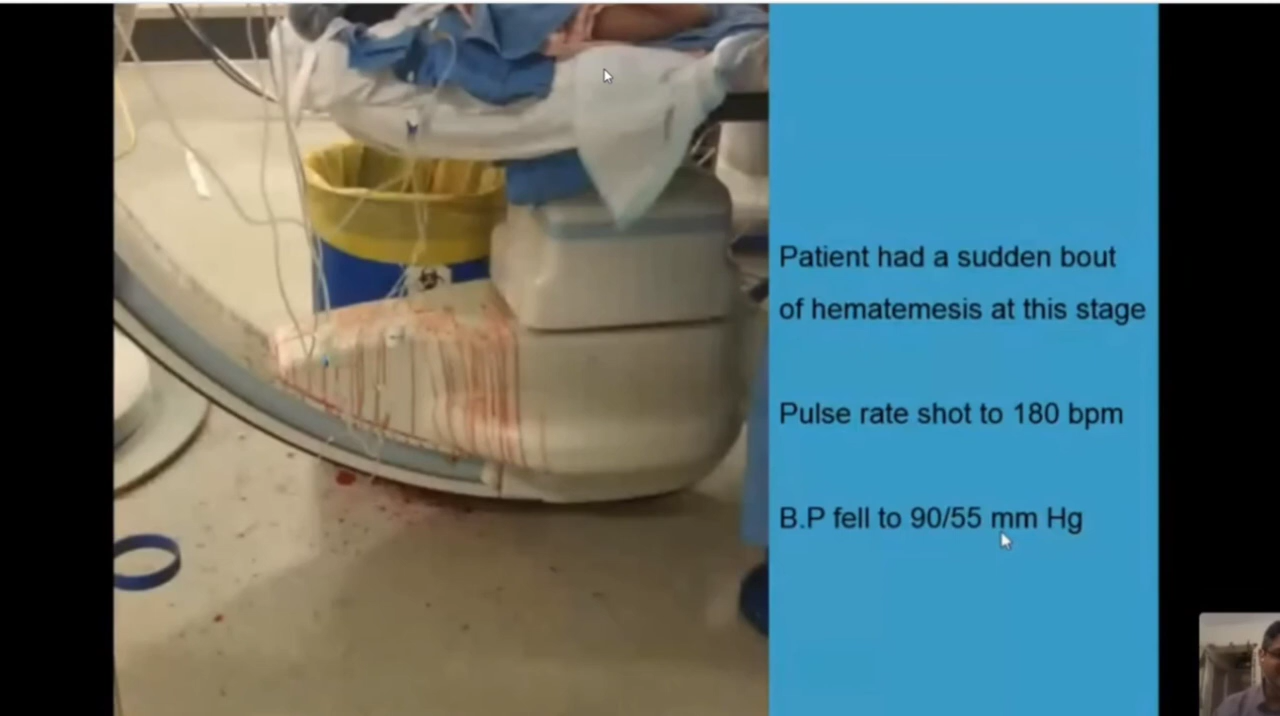 Patient had a sudden bout
of hematemesis at this stage
Pulse rate shot to 180 bpm
B.P fell to 90/55 mm Hg